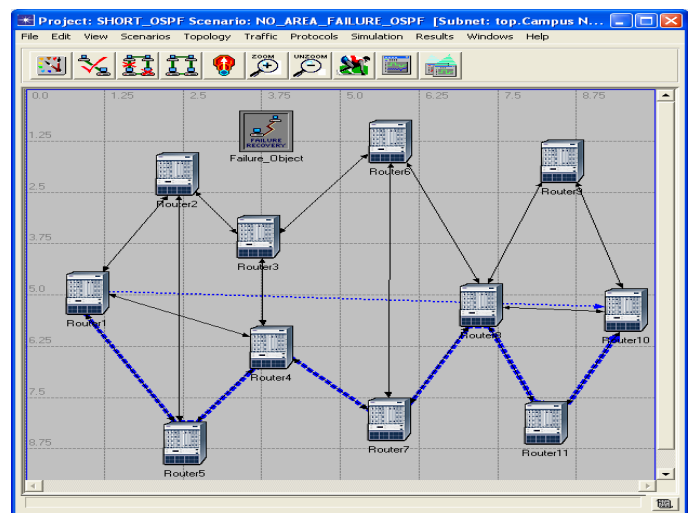 Project: SHORT_OSPF Scenario: NO_AREA_FAILURE_OSPF [Subnet: top.Campus N...
File Edit View Scenarios Topology Traffic Protocols Simulation Results Windows Help
ZOOM UNZOOM
0.0 1.25 2.5 3.75 5.0 6.25 7.5 8.75
1.25
FAILURE
RECOVERY
Failure_Object
Router6
Router9
2.5
Router2
3.75
Router3
5.0
Router1
Router8
Router10
6.25
Router4
7.5
Router7
Router11
8.75
Router5